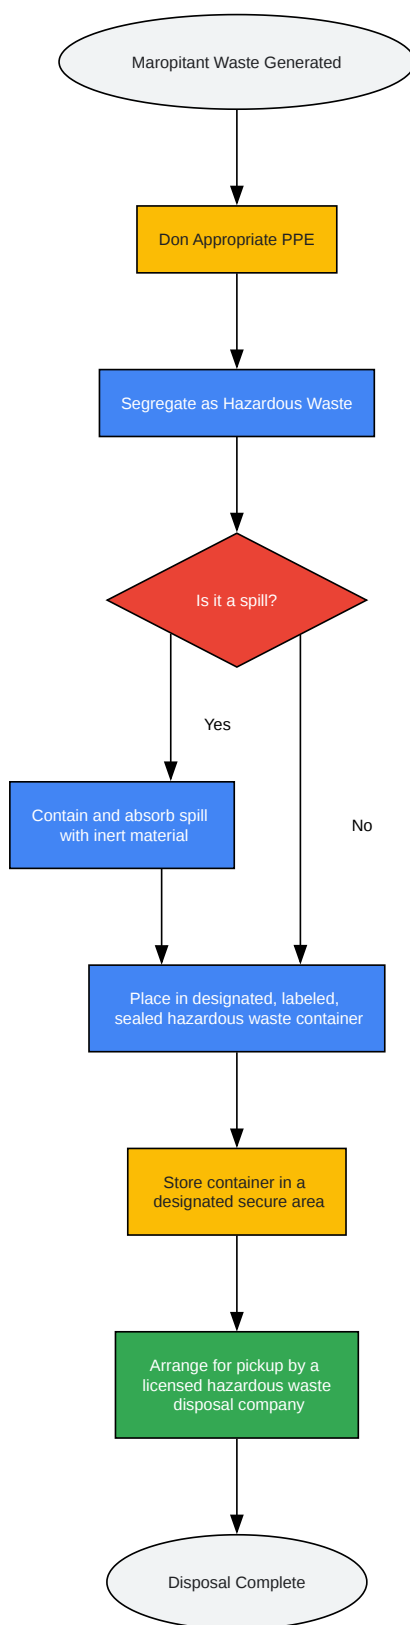 Maropitant Waste Generated
Don Appropriate PPE
Segregate as Hazardous Waste
Is it a spill?
Yes
Contain and absorb spill
with inert material
No
Place in designated, labeled,
sealed hazardous waste container
Store container in a
designated secure area
Arrange for pickup by a
licensed hazardous waste
disposal company
Disposal Complete